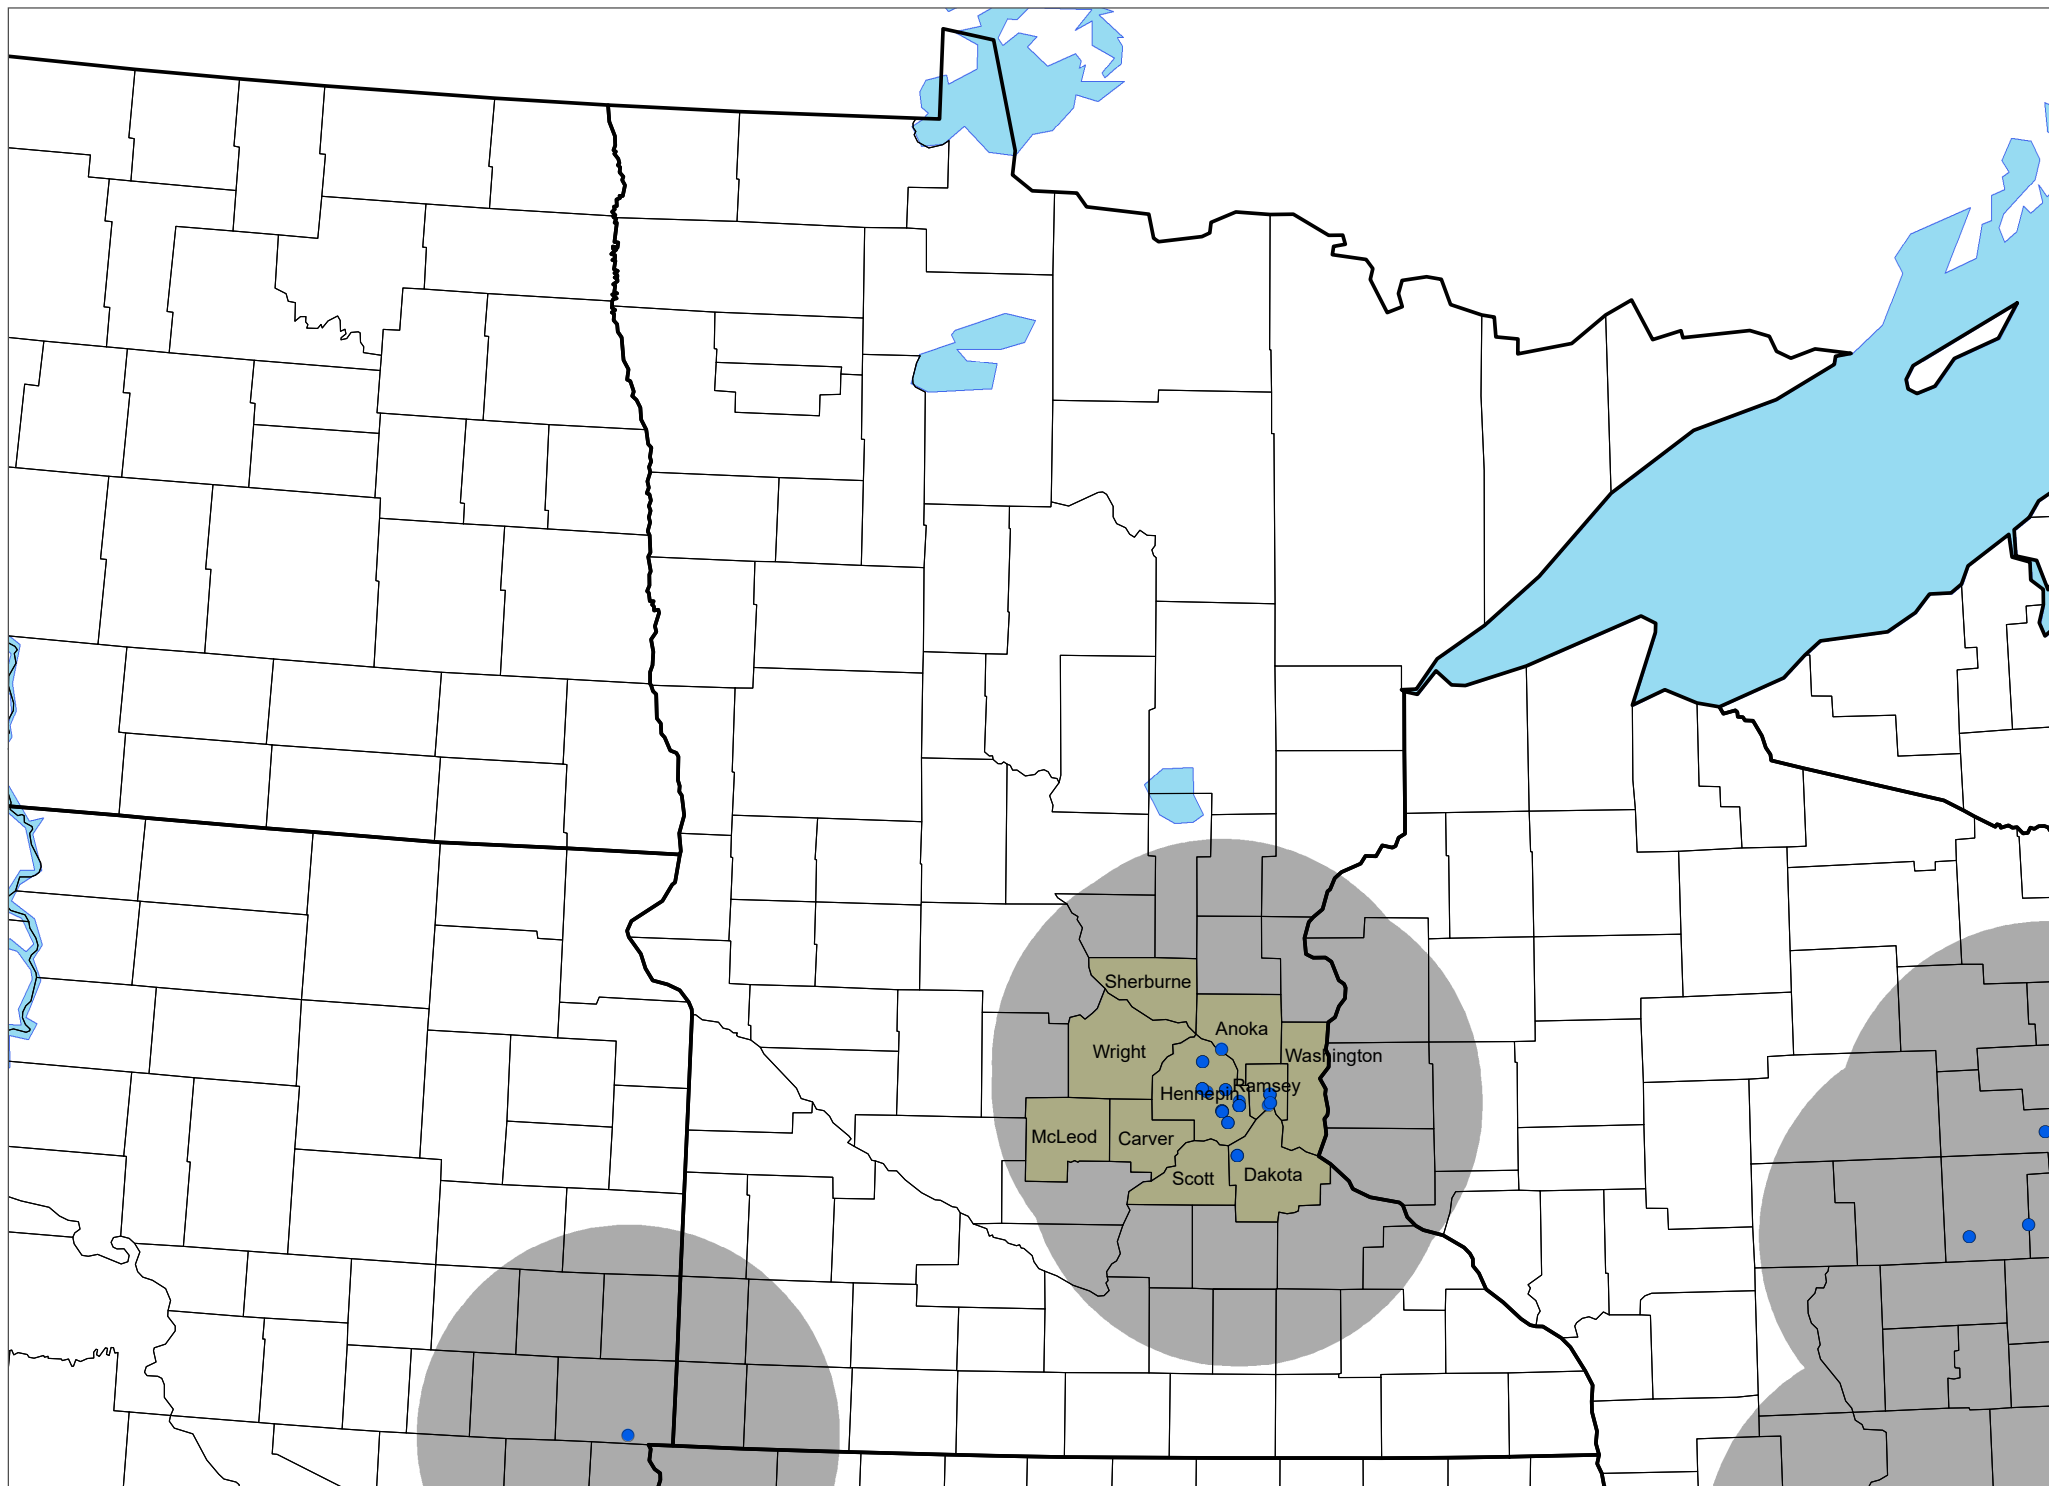 Sherburne
Anoka
Wright
Washington
Ramsey
Hennepin
McLeod
Carver
Scott
Dakota